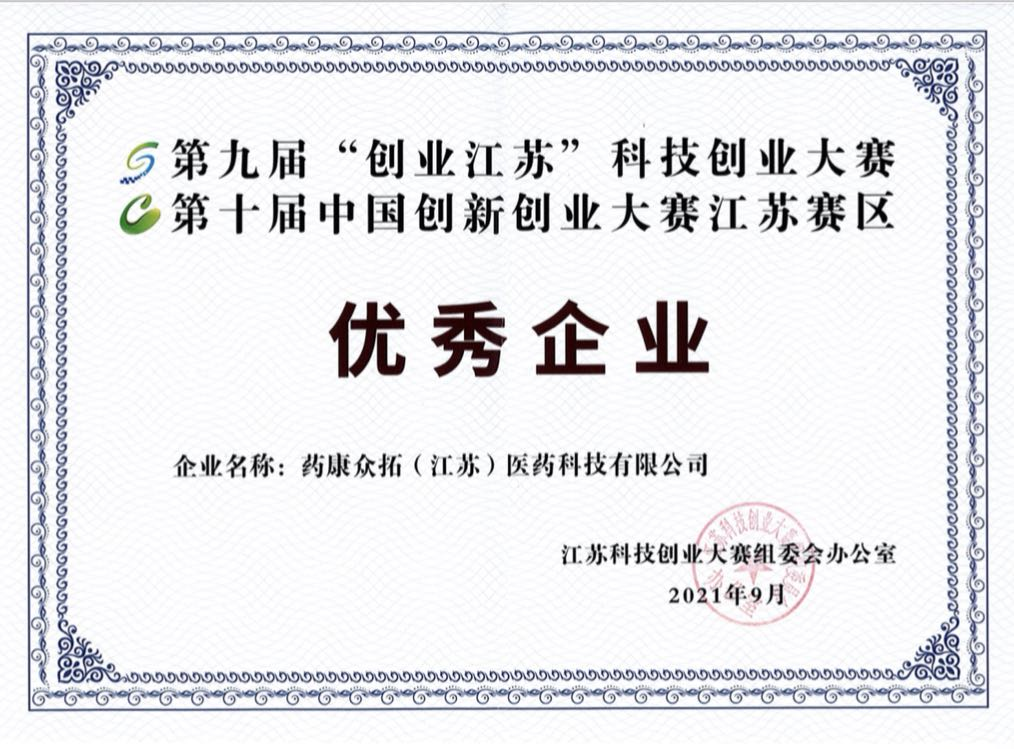 第九届“创业江苏”科技创业大赛
第十届中国创新创业大赛江苏赛区
优秀企业
企业名称：药康众拓（江苏）医药科技有限公司
江苏科技创业大赛组委会办公室
2021年9月